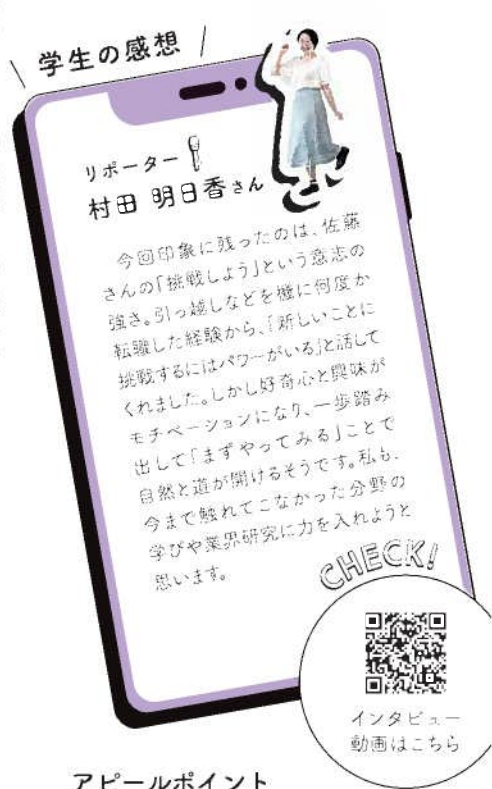 学生の感想
リポーター
村田 明日香さん
今回印象に残ったのは、佐藤
さんの「挑戦しよう」という意志の
強さ。引っ越しなどを機に何度か
転職した経験から、「新しいことに
挑戦するにはパワーがいる」と話して
くれました。しかし好奇心と興味が
モチベーションになり、一歩踏み
出して「まずやってみる」ことで
自然と道が開けるそうです。私も、
今まで触れてこなかった分野の
学びや業界研究に力を入れようと
思います。
CHECK!
インタビュー
動画はこちら
アピールポイント